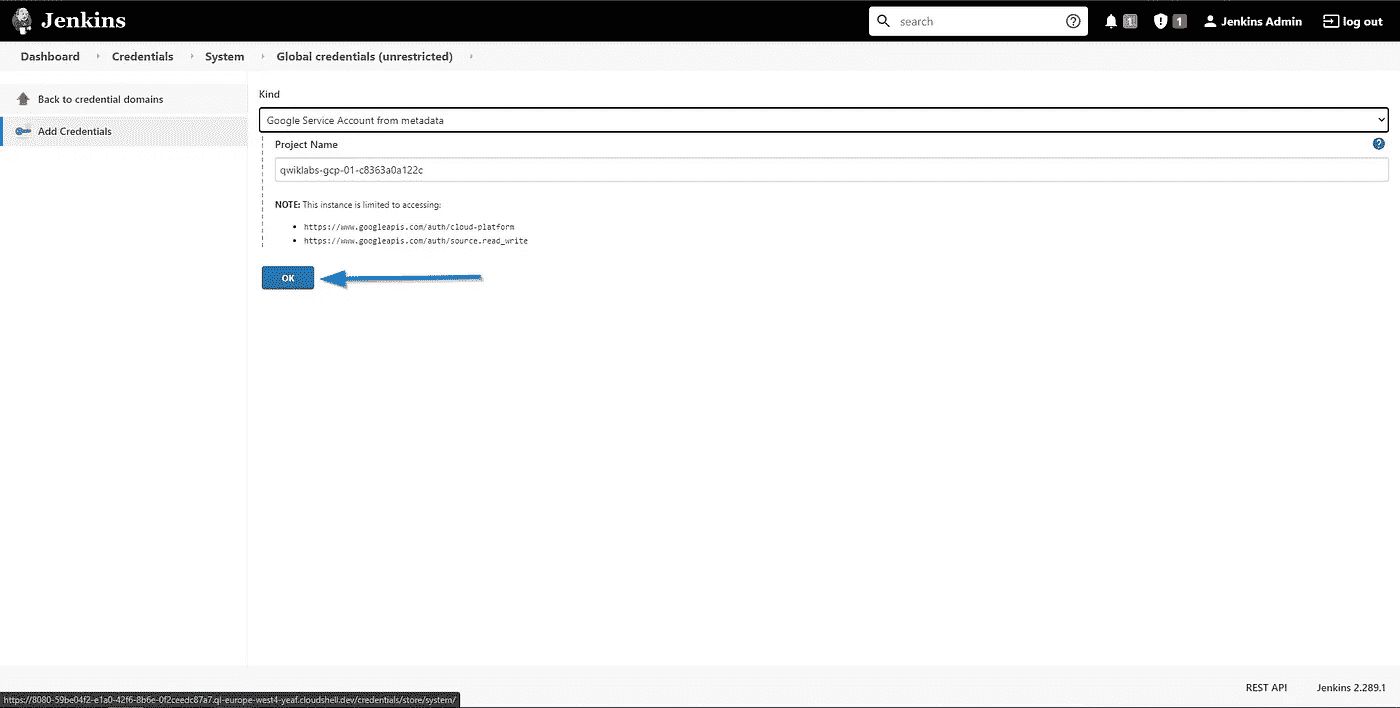 Jenkins
search
1
1
Jenkins Admin
log out
Dashboard
Credentials
System
Global credentials (unrestricted)
Back to credential domains
Add Credentials
Kind
Google Service Account from metadata
Project Name
qwiklabs-gcp-01-c8363a0a122c
NOTE: This instance is limited to accessing:
https://www.googleapis.com/auth/cloud-platform
https://www.googleapis.com/auth/source.read_write
OK
REST API
Jenkins 2.289.1
https://8080-59be04f2-e1a0-42f6-8b6e-0f2ceedc87a7.ql-europe-west4-yeaf.cloudshell.dev/credentials/store/system/